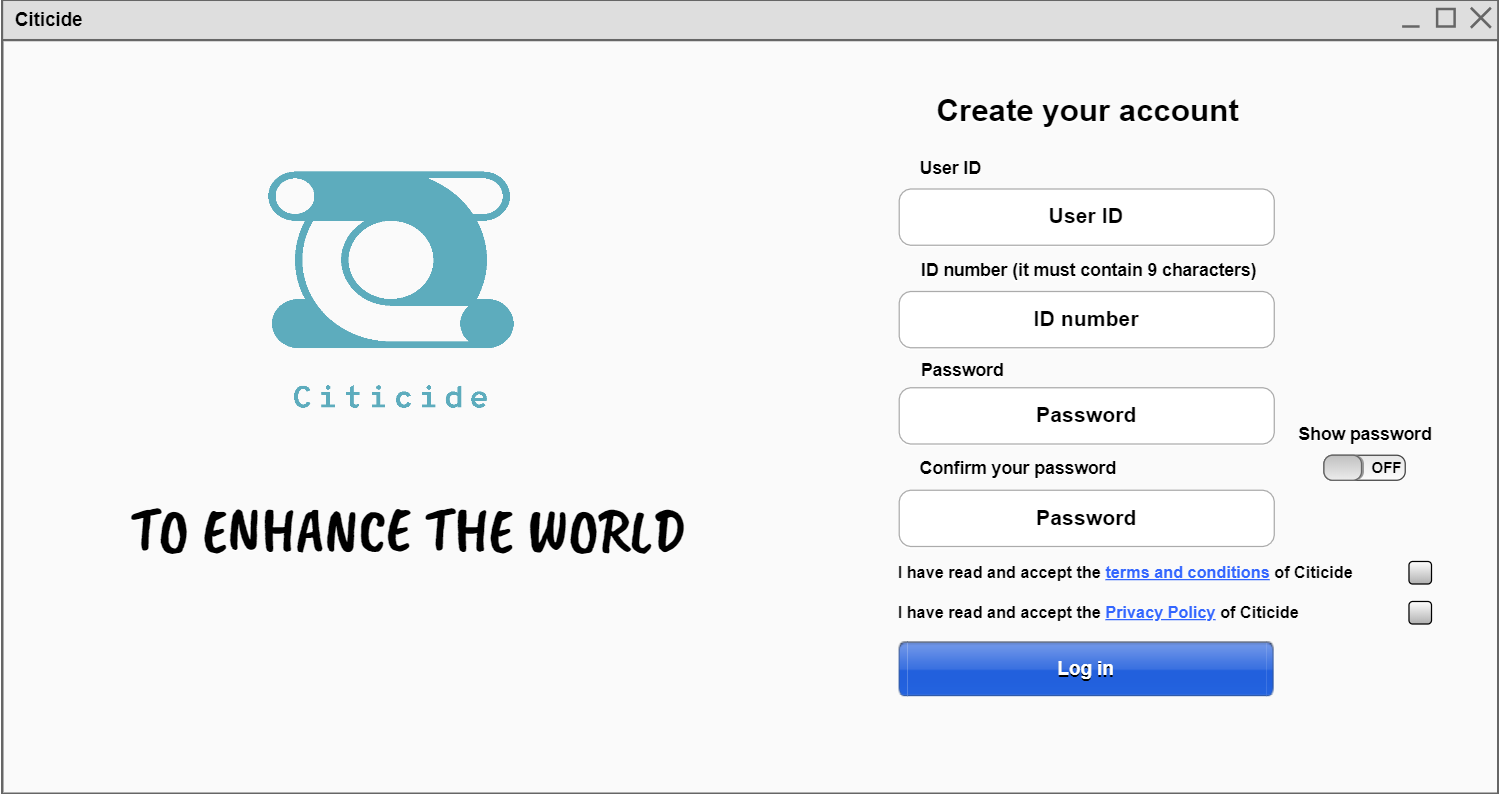 Citicide
Create your account
User ID
User ID
ID number (it must contain 9 characters)
ID number
Password
Password
Show password
OFF
Confirm your password
Password
I have read and accept the terms and conditions of Citicide
I have read and accept the Privacy Policy of Citicide
Log in
Citicide
TO ENHANCE THE WORLD